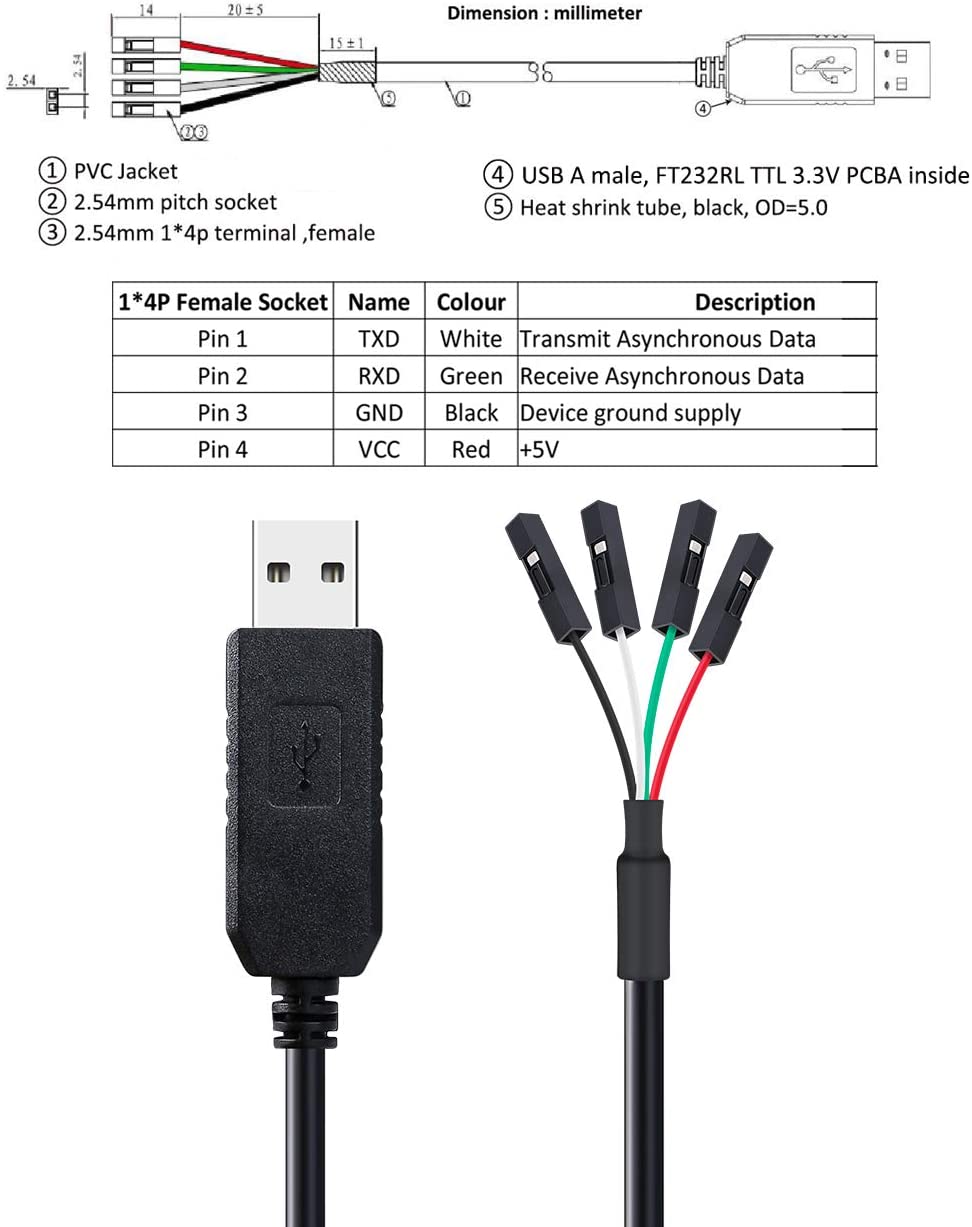 Dimension : millimeter
14
20±5
15±1
2.54
2.54
⑤
①
④
②③
① PVC Jacket
② 2.54mm pitch socket
③ 2.54mm 1*4p terminal ,female
④ USB A male, FT232RL TTL 3.3V PCBA inside
⑤ Heat shrink tube, black, OD=5.0
1*4P Female Socket Name Colour Description
Pin 1 TXD White Transmit Asynchronous Data
Pin 2 RXD Green Receive Asynchronous Data
Pin 3 GND Black Device ground supply
Pin 4 VCC Red +5V